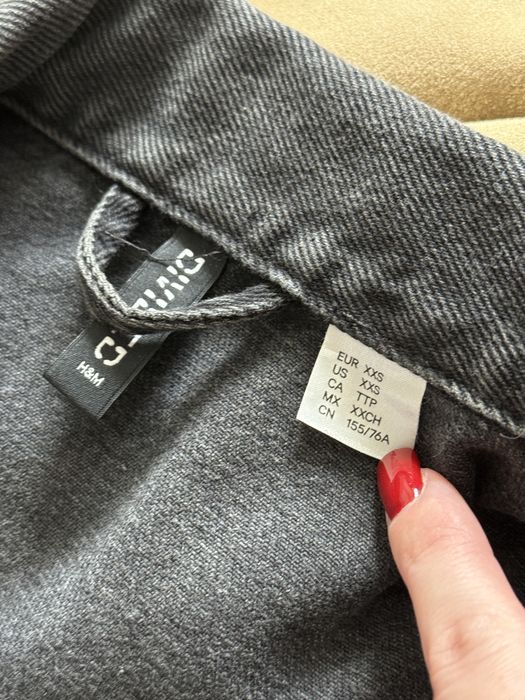 H&M
EUR XXS
US XXS
CA TTP
MX XXCH
CN 155/76A